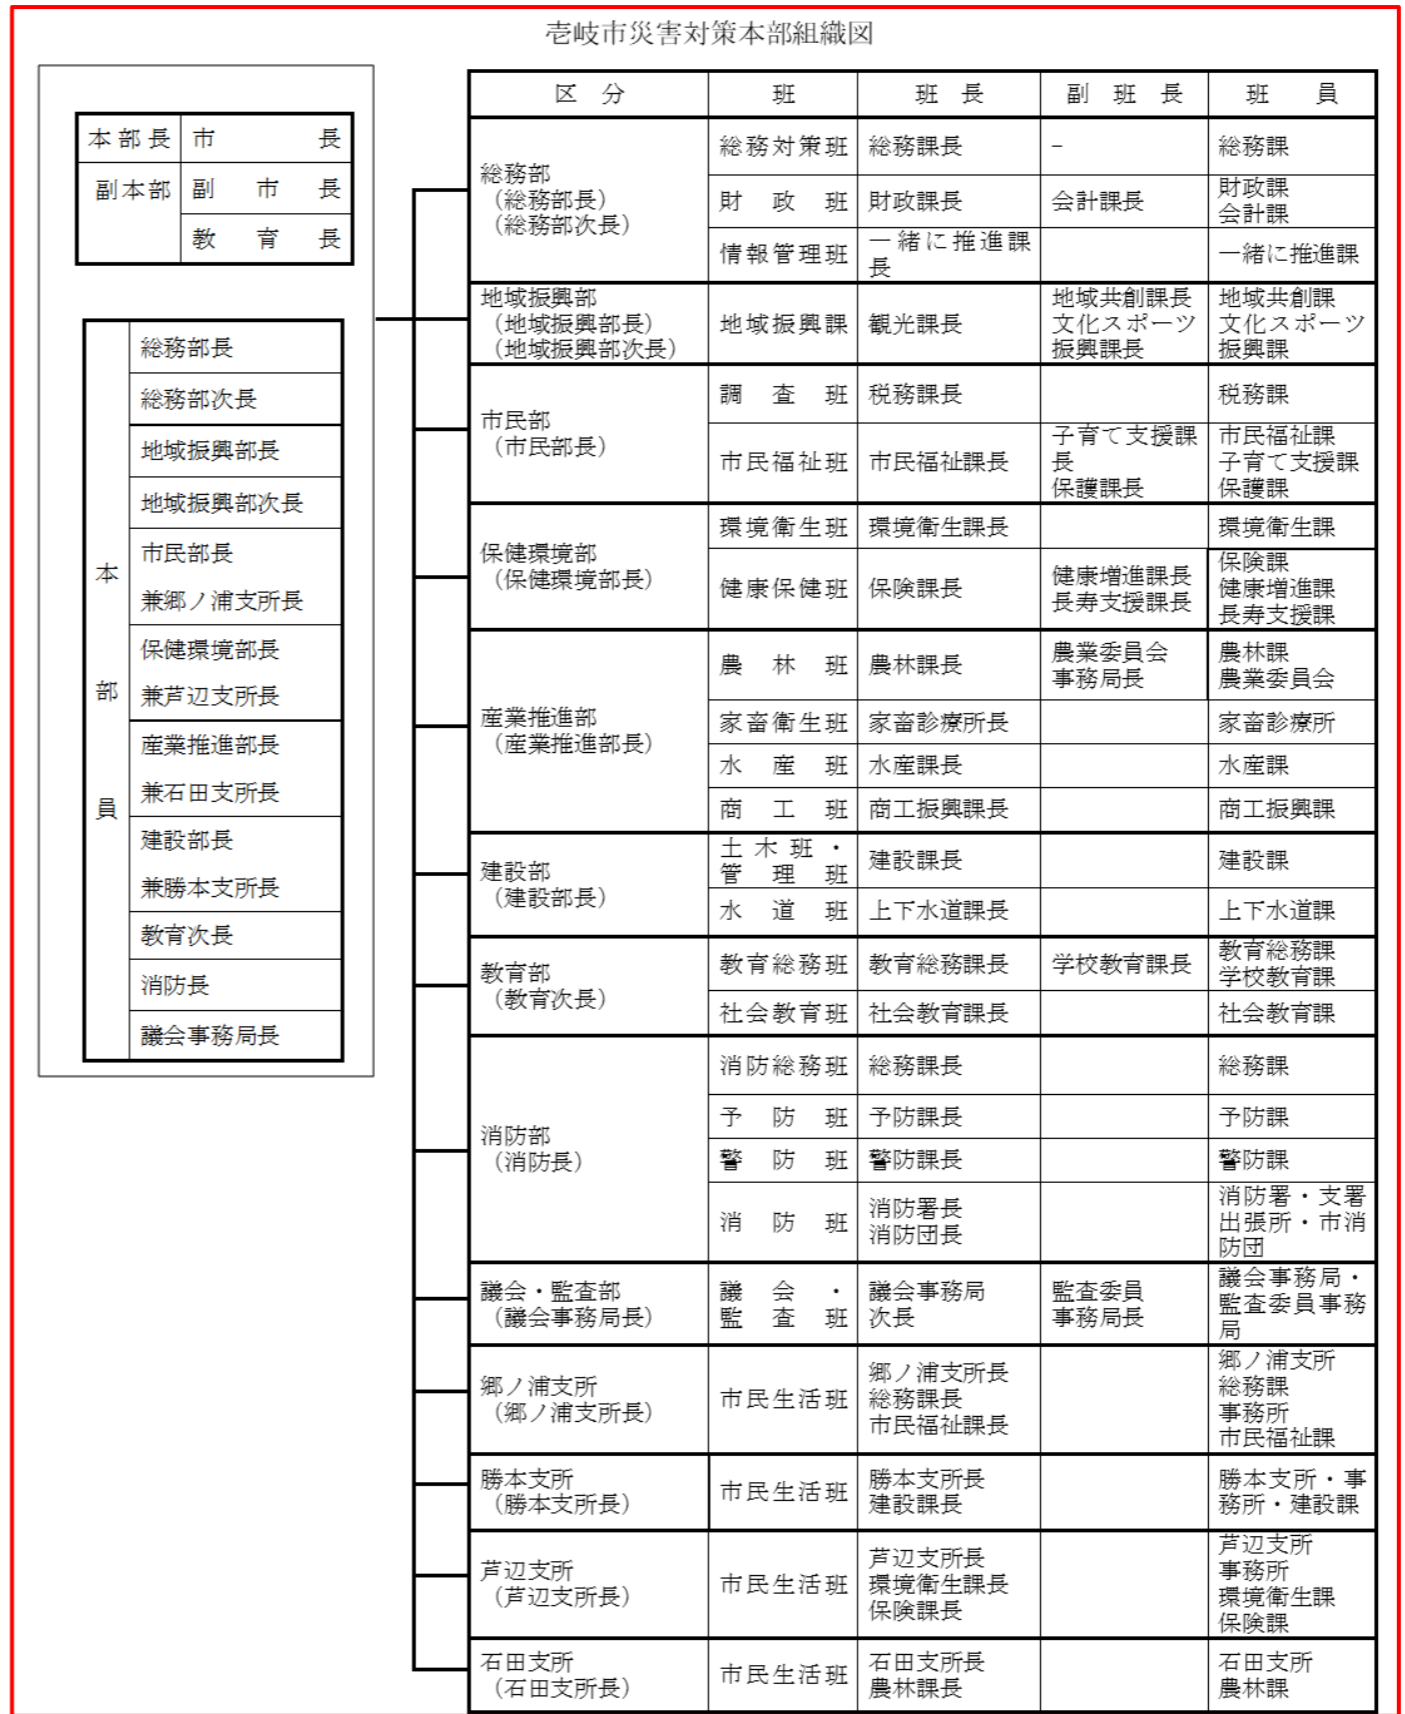 壱岐市災害対策本部組織図
本部長 市長
副本部 副市長
教育長
本部員
総務部長
総務部次長
地域振興部長
地域振興部次長
市民部長
兼郷ノ浦支所長
保健環境部長
兼芦辺支所長
産業推進部長
兼石田支所長
建設部長
兼勝本支所長
教育次長
消防長
議会事務局長
区分 班 班長 副班長 班員
総務部
(総務部長)
(総務部次長)
総務対策班 総務課長 - 総務課
財政班 財政課長 会計課長 財政課
会計課
情報管理班 一緒に推進課
長
一緒に推進課
地域振興部
(地域振興部長)
(地域振興部次長)
地域振興課 観光課長
地域共創課長
文化スポーツ
振興課長
地域共創課
文化スポーツ
振興課
市民部
(市民部長)
調査班 税務課長 税務課
市民福祉班 市民福祉課長
子育て支援課
長
保護課長
市民福祉課
子育て支援課
保護課
保健環境部
(保健環境部長)
環境衛生班 環境衛生課長 環境衛生課
健康保健班 保険課長
健康増進課長
長寿支援課長
保険課
健康増進課
長寿支援課
産業推進部
(産業推進部長)
農林班 農林課長
農業委員会
事務局長
農林課
農業委員会
家畜衛生班 家畜診療所長 家畜診療所
水産班 水産課長 水産課
商工班 商工振興課長 商工振興課
建設部
(建設部長)
土木班・
管理班
建設課長 建設課
水道班 上下水道課長 上下水道課
教育部
(教育次長)
教育総務班 教育総務課長 学校教育課長
教育総務課
学校教育課
社会教育班 社会教育課長 社会教育課
消防部
(消防長)
消防総務班 総務課長 総務課
予防班 予防課長 予防課
警防班 警防課長 警防課
消防班
消防署長
消防団長
消防署・支署
出張所・市消
防団
議会・監査部
(議会事務局長)
議会・
監査班
議会事務局
次長
監査委員
事務局長
議会事務局・
監査委員事務
局
郷ノ浦支所
(郷ノ浦支所長)
市民生活班
郷ノ浦支所長
総務課長
市民福祉課長
郷ノ浦支所
総務課
事務所
市民福祉課
勝本支所
(勝本支所長)
市民生活班
勝本支所長
建設課長
勝本支所・事
務所・建設課
芦辺支所
(芦辺支所長)
市民生活班
芦辺支所長
環境衛生課長
保険課長
芦辺支所
事務所
環境衛生課
保険課
石田支所
(石田支所長)
市民生活班
石田支所長
農林課長
石田支所
農林課